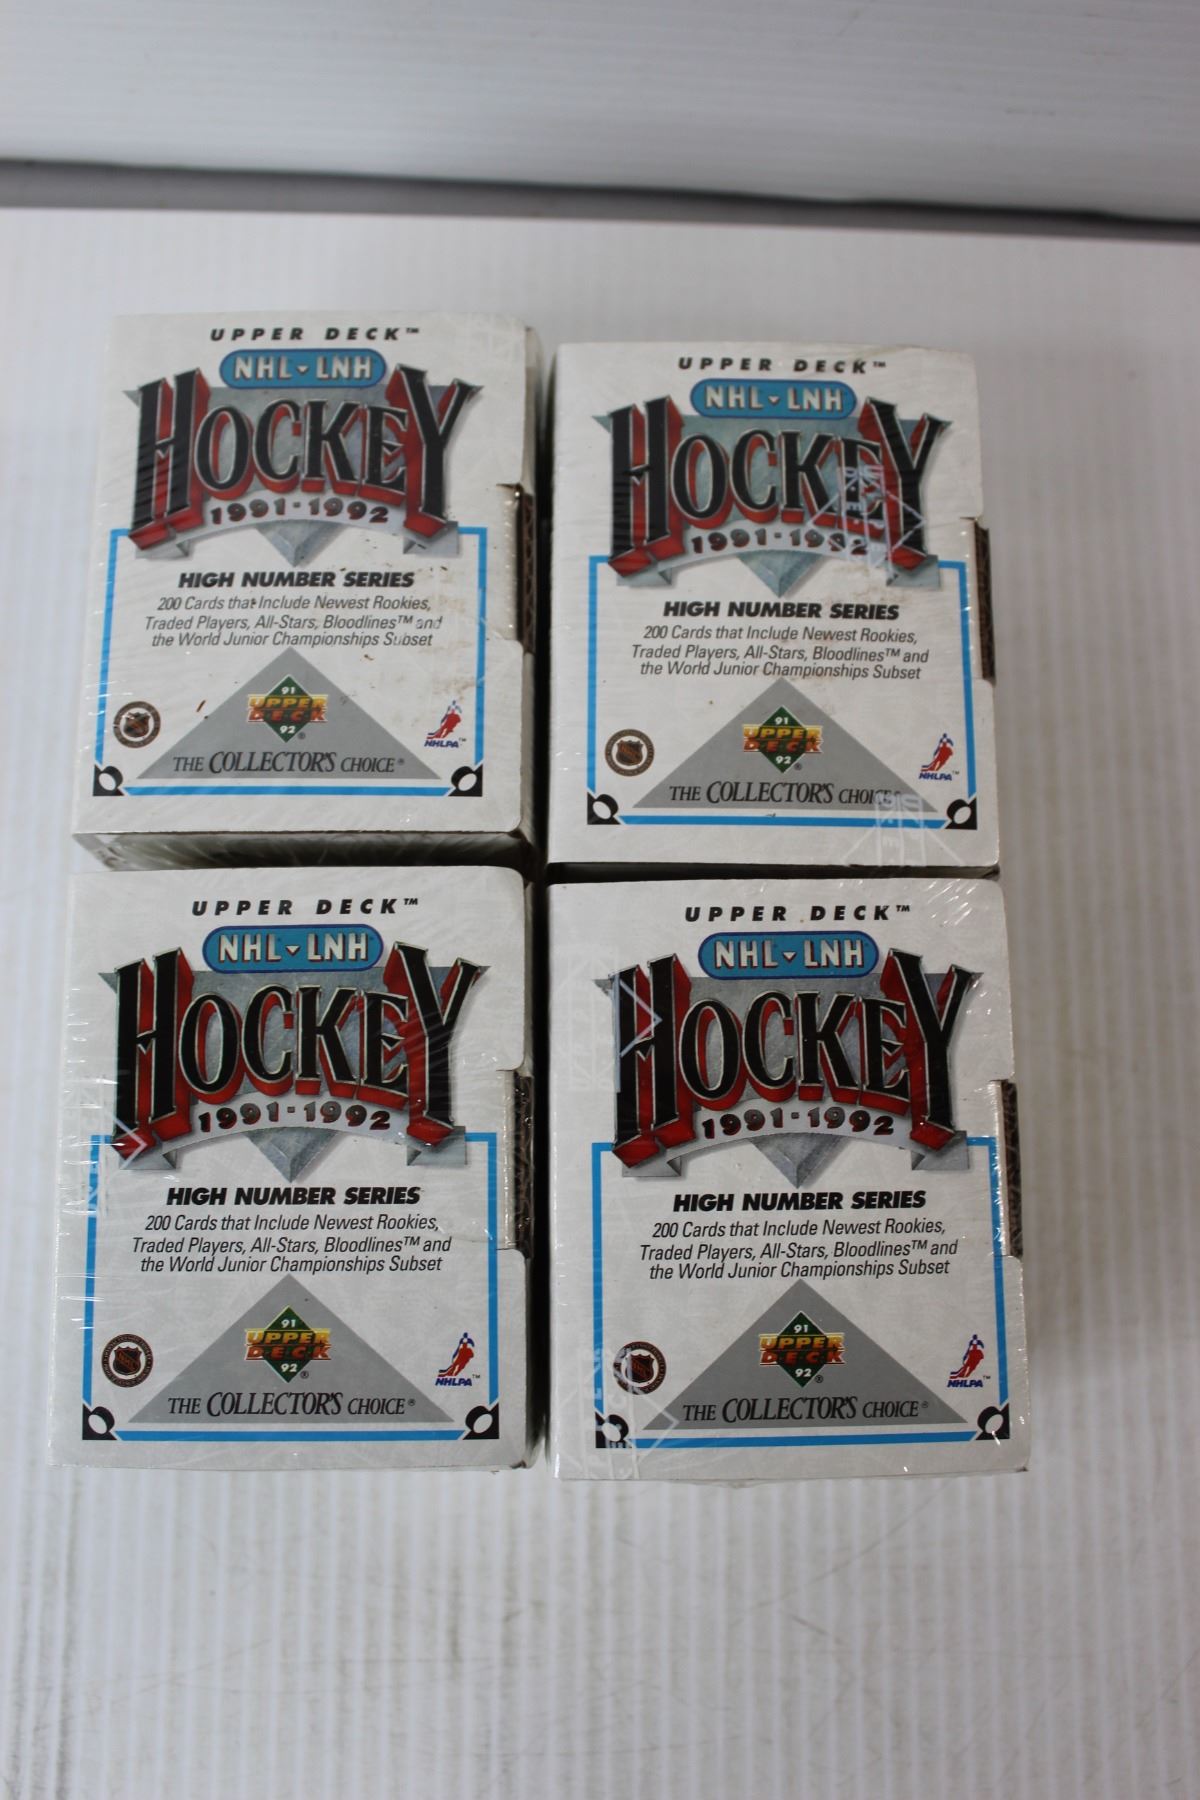 UPPER DECK™
NHL LNH
HOCKEY
1991-1992
HIGH NUMBER SERIES
200 Cards that Include Newest Rookies,
Traded Players, All-Stars, Bloodlines™ and
the World Junior Championships Subset
91
UPPER
DECK
92®
NHLPA™
THE COLLECTOR'S CHOICE®
UPPER DECK™
NHL LNH
HOCKEY
1991-1992
HIGH NUMBER SERIES
200 Cards that Include Newest Rookies,
Traded Players, All-Stars, Bloodlines™ and
the World Junior Championships Subset
91
UPPER
DECK
92®
NHLPA™
THE COLLECTOR'S CHOICE®
UPPER DECK™
NHL LNH
HOCKEY
1991-1992
HIGH NUMBER SERIES
200 Cards that Include Newest Rookies,
Traded Players, All-Stars, Bloodlines™ and
the World Junior Championships Subset
91
UPPER
DECK
92®
NHLPA™
THE COLLECTOR'S CHOICE®
UPPER DECK™
NHL LNH
HOCKEY
1991-1992
HIGH NUMBER SERIES
200 Cards that Include Newest Rookies,
Traded Players, All-Stars, Bloodlines™ and
the World Junior Championships Subset
91
UPPER
DECK
92®
NHLPA™
THE COLLECTOR'S CHOICE®